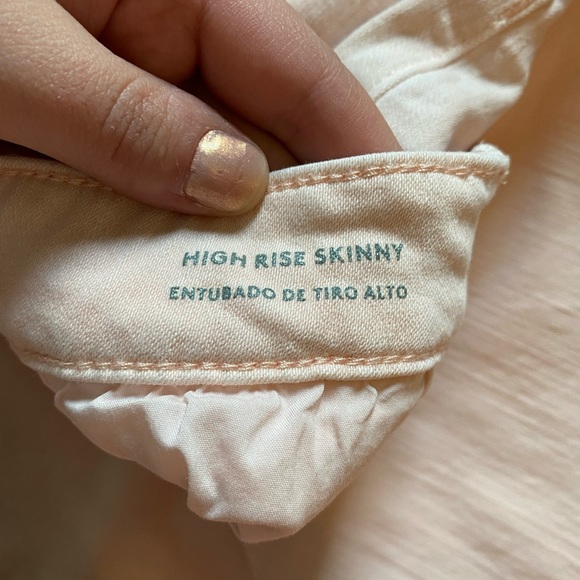 HIGH RISE SKINNY
ENTUBADO DE TIRO ALTO